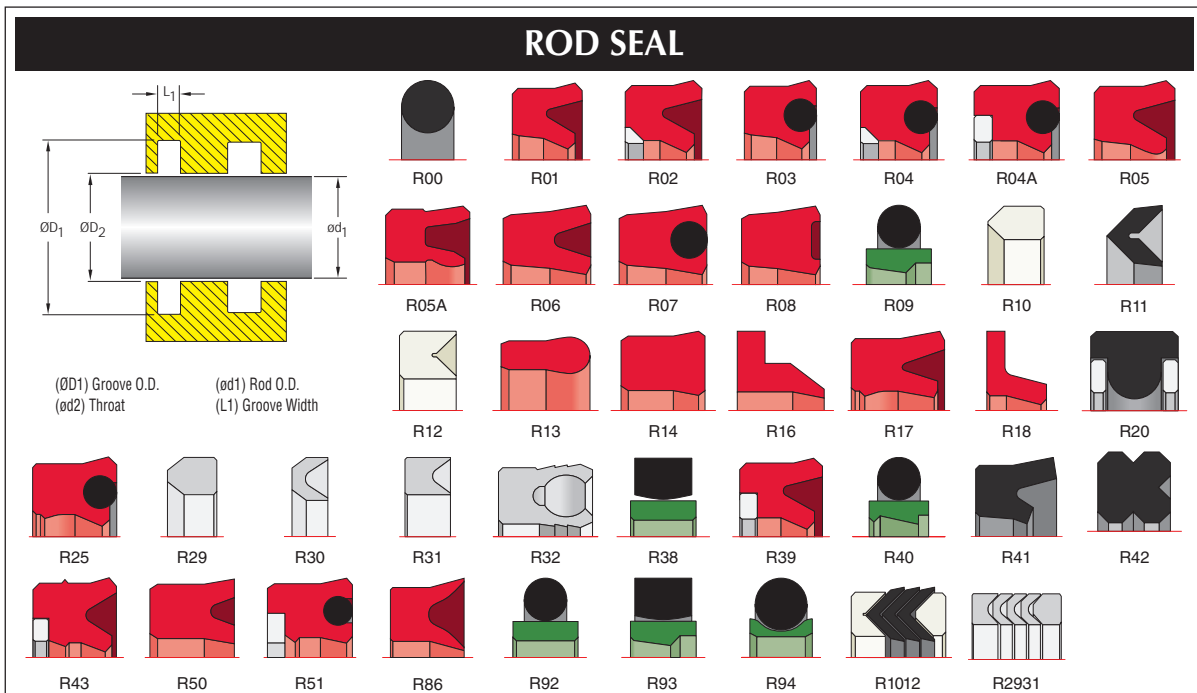 ROD SEAL
L1
ØD1
ØD2
ød1
(ØD1) Groove O.D.
(ød1) Rod O.D.
(ød2) Throat
(L1) Groove Width
R00
R01
R02
R03
R04
R04A
R05
R05A
R06
R07
R08
R09
R10
R11
R12
R13
R14
R16
R17
R18
R20
R25
R29
R30
R31
R32
R38
R39
R40
R41
R42
R43
R50
R51
R86
R92
R93
R94
R1012
R2931